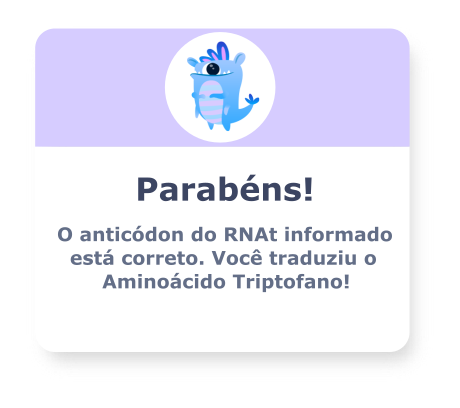 Parabéns!
O anticódon do RNAt informado
está correto. Você traduziu o
Aminoácido Triptofano!